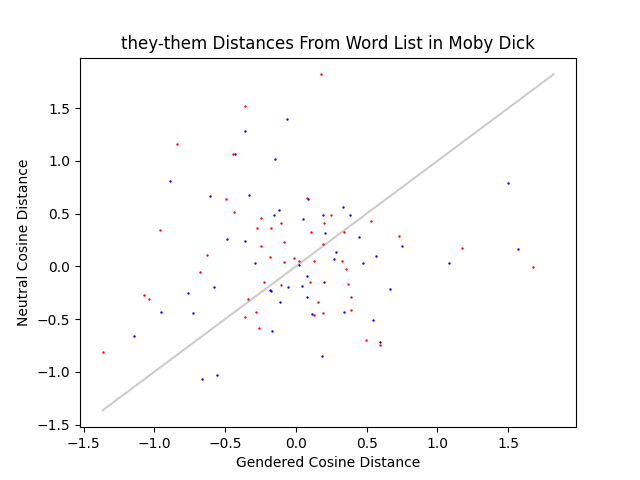 they-them Distances From Word List in Moby Dick
Neutral Cosine Distance
1.5
1.0
0.5
0.0
−0.5
−1.0
−1.5
−1.5 −1.0 −0.5 0.0 0.5 1.0 1.5
Gendered Cosine Distance